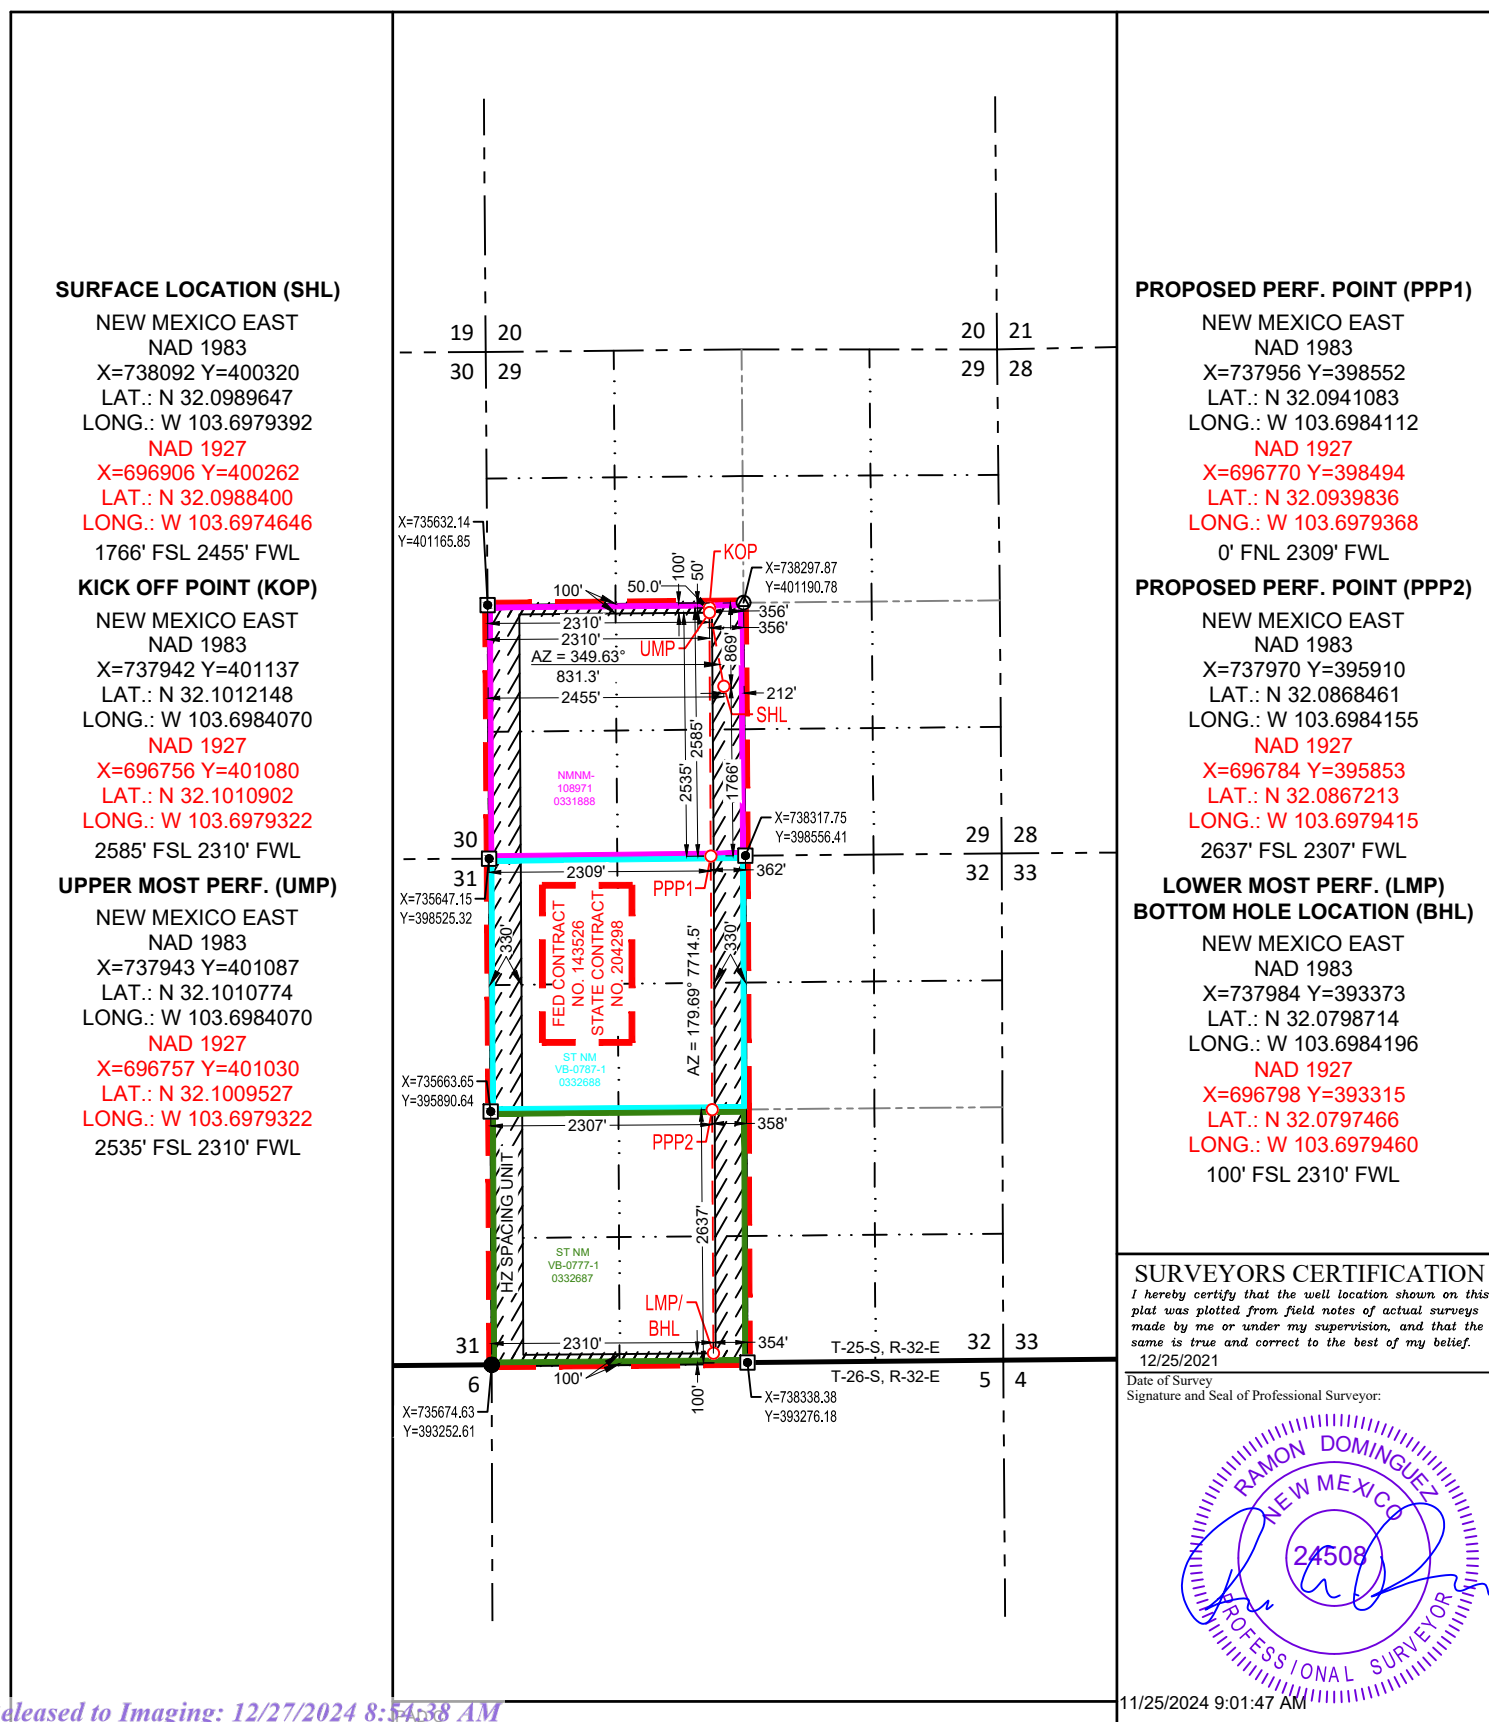 SURFACE LOCATION (SHL)
NEW MEXICO EAST
NAD 1983
X=738092 Y=400320
LAT.: N 32.0989647
LONG.: W 103.6979392
NAD 1927
X=696906 Y=400262
LAT.: N 32.0988400
LONG.: W 103.6974646
1766' FSL 2455' FWL
KICK OFF POINT (KOP)
NEW MEXICO EAST
NAD 1983
X=737942 Y=401137
LAT.: N 32.1012148
LONG.: W 103.6984070
NAD 1927
X=696756 Y=401080
LAT.: N 32.1010902
LONG.: W 103.6979322
2585' FSL 2310' FWL
UPPER MOST PERF. (UMP)
NEW MEXICO EAST
NAD 1983
X=737943 Y=401087
LAT.: N 32.1010774
LONG.: W 103.6984070
NAD 1927
X=696757 Y=401030
LAT.: N 32.1009527
LONG.: W 103.6979322
2535' FSL 2310' FWL
19 20
30 29
20 21
29 28
X=735632.14
Y=401165.85
KOP
100'
50'
50.0'
100'
X=738297.87
Y=401190.78
356'
356'
2310'
2310'
UMP
869'
AZ = 349.63°
831.3'
2455'
212'
SHL
2585'
2535'
1766'
NMNM-
108971
0331888
X=738317.75
Y=398556.41
30
31
29 28
32 33
2309'
PPP1
362'
X=735647.15
Y=398525.32
330'
330'
FED CONTRACT
NO. 143526
STATE CONTRACT
NO. 204298
AZ = 179.69° 7714.5'
ST NM
VB-0787-1
0332688
X=735663.65
Y=395890.64
2307'
PPP2
358'
HZ SPACING UNIT
2637'
ST NM
VB-0777-1
0332687
LMP/
BHL
2310'
354'
31
6
T-25-S, R-32-E
T-26-S, R-32-E
32 33
5 4
100'
100'
X=735674.63
Y=393252.61
X=738338.38
Y=393276.18
PROPOSED PERF. POINT (PPP1)
NEW MEXICO EAST
NAD 1983
X=737956 Y=398552
LAT.: N 32.0941083
LONG.: W 103.6984112
NAD 1927
X=696770 Y=398494
LAT.: N 32.0939836
LONG.: W 103.6979368
0' FNL 2309' FWL
PROPOSED PERF. POINT (PPP2)
NEW MEXICO EAST
NAD 1983
X=737970 Y=395910
LAT.: N 32.0868461
LONG.: W 103.6984155
NAD 1927
X=696784 Y=395853
LAT.: N 32.0867213
LONG.: W 103.6979415
2637' FSL 2307' FWL
LOWER MOST PERF. (LMP)
BOTTOM HOLE LOCATION (BHL)
NEW MEXICO EAST
NAD 1983
X=737984 Y=393373
LAT.: N 32.0798714
LONG.: W 103.6984196
NAD 1927
X=696798 Y=393315
LAT.: N 32.0797466
LONG.: W 103.6979460
100' FSL 2310' FWL
SURVEYORS CERTIFICATION
I hereby certify that the well location shown on this
plat was plotted from field notes of actual surveys
made by me or under my supervision, and that the
same is true and correct to the best of my belief.
12/25/2021
Date of Survey
Signature and Seal of Professional Surveyor:
RAMON DOMINGUEZ
NEW MEXICO
24508
PROFESSIONAL SURVEYOR
11/25/2024 9:01:47 AM
eleased to Imaging: 12/27/2024 8:54:38 AM